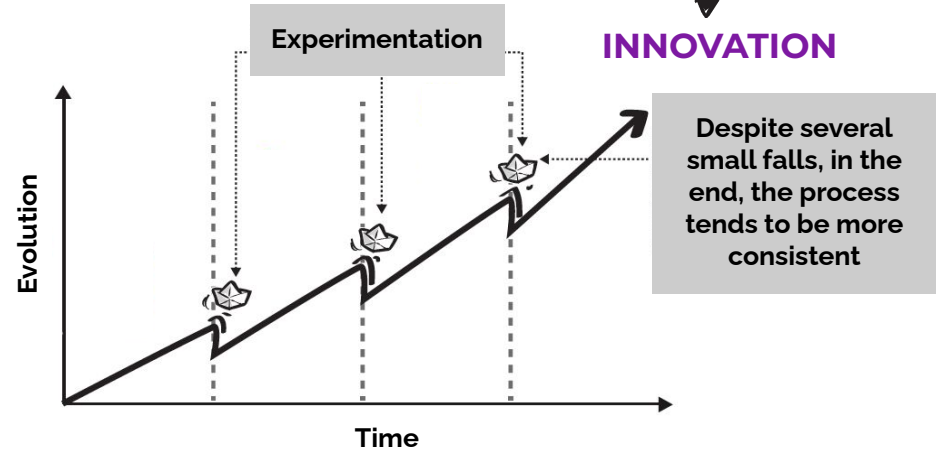 Experimentation
INNOVATION
Despite several
small falls, in the
end, the process
tends to be more
consistent
Evolution
Time